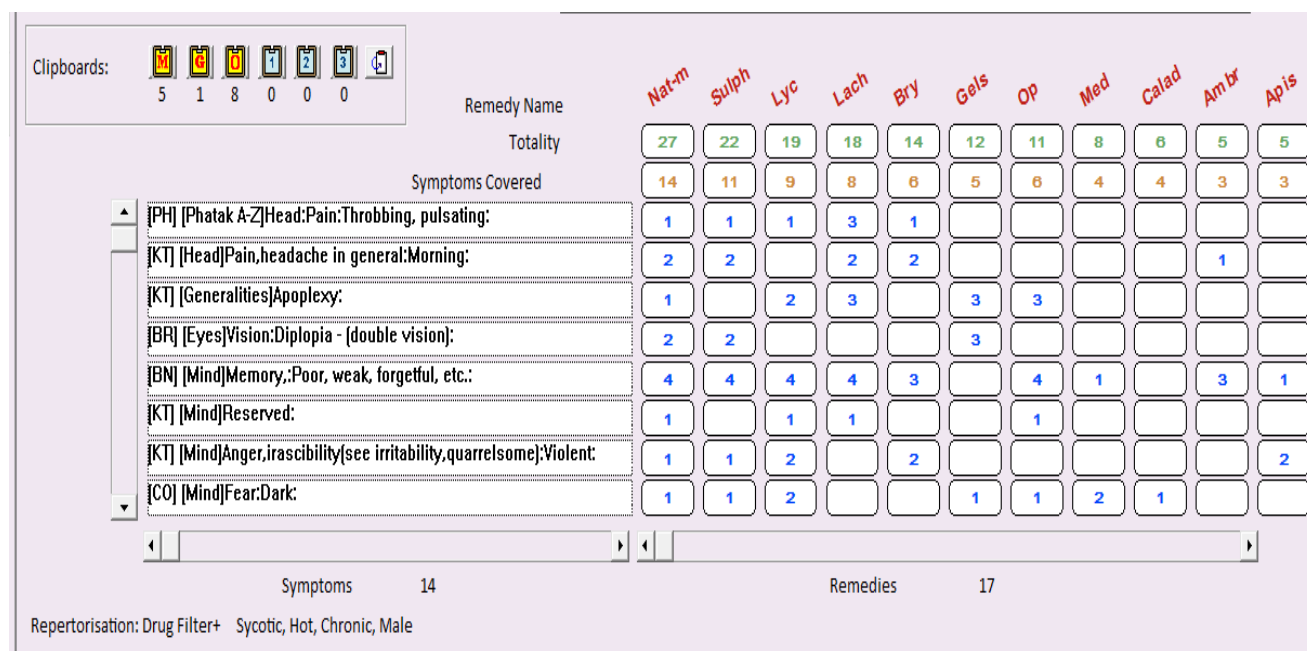 Clipboards: M G O 1 2 3
5 1 8 0 0 0
Remedy Name Nat-m Sulph Lyc Lach Bry Gels Op Med Calad Ambr Apis
Totality 27 22 19 18 14 12 11 8 6 5 5
Symptoms Covered 14 11 9 8 6 5 6 4 4 3 3
[PH] [Phatak A-Z]Head:Pain:Throbbing, pulsating: 1 1 1 3 1
[KT] [Head]Pain,headache in general:Morning: 2 2 2 2 1
[KT] [Generalities]Apoplexy: 1 2 3 3 3
[BR] [Eyes]Vision:Diplopia - (double vision): 2 2 3
[BN] [Mind]Memory,:Poor, weak, forgetful, etc.: 4 4 4 4 3 4 1 3 1
[KT] [Mind]Reserved: 1 1 1 1
[KT] [Mind]Anger,irascibility(see irritability,quarrelsome):Violent: 1 1 2 2 2
[CO] [Mind]Fear:Dark: 1 1 2 1 1 2 1
Symptoms 14 Remedies 17
Repertorisation: Drug Filter+ Sycotic, Hot, Chronic, Male